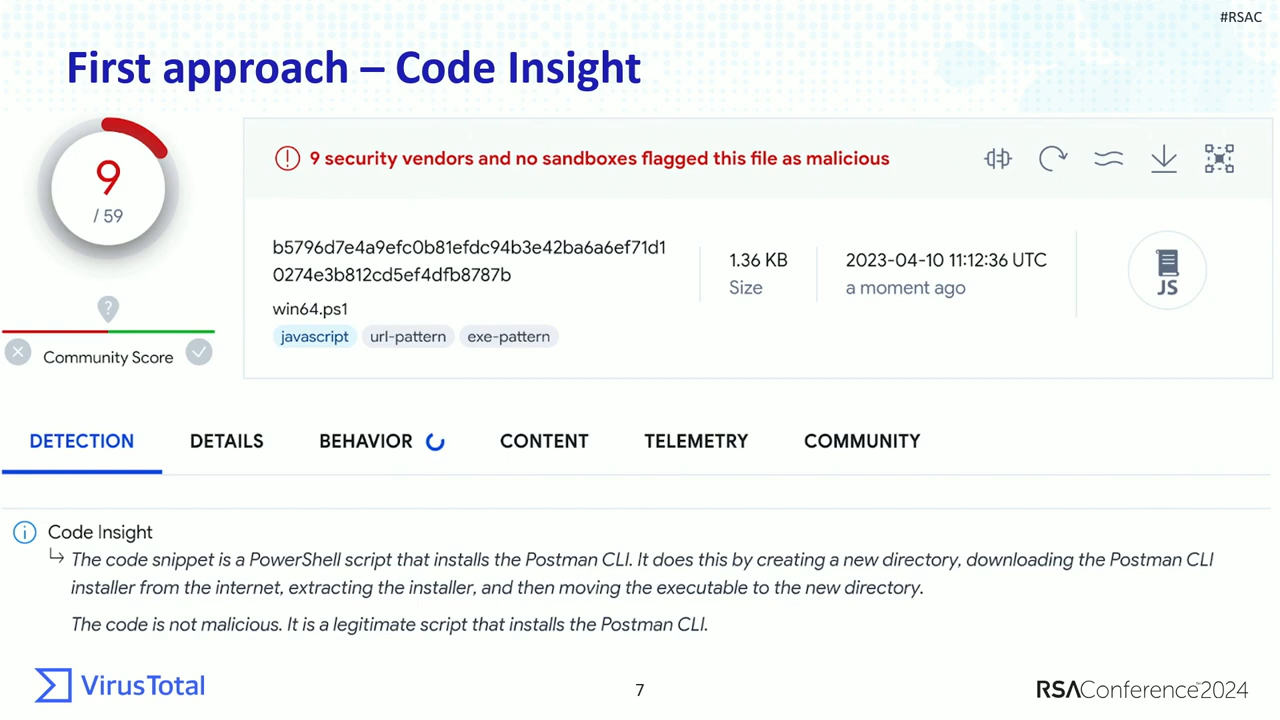 #RSAC
First approach – Code Insight
9
/ 59
9 security vendors and no sandboxes flagged this file as malicious
b5796d7e4a9efc0b81efdc94b3e42ba6a6ef71d1
0274e3b812cd5ef4dfb8787b
win64.ps1
javascript url-pattern exe-pattern
1.36 KB
Size
2023-04-10 11:12:36 UTC
a moment ago
JS
?
Community Score
DETECTION DETAILS BEHAVIOR CONTENT TELEMETRY COMMUNITY
Code Insight
The code snippet is a PowerShell script that installs the Postman CLI. It does this by creating a new directory, downloading the Postman CLI
installer from the internet, extracting the installer, and then moving the executable to the new directory.
The code is not malicious. It is a legitimate script that installs the Postman CLI.
VirusTotal
7
RSAConference™2024